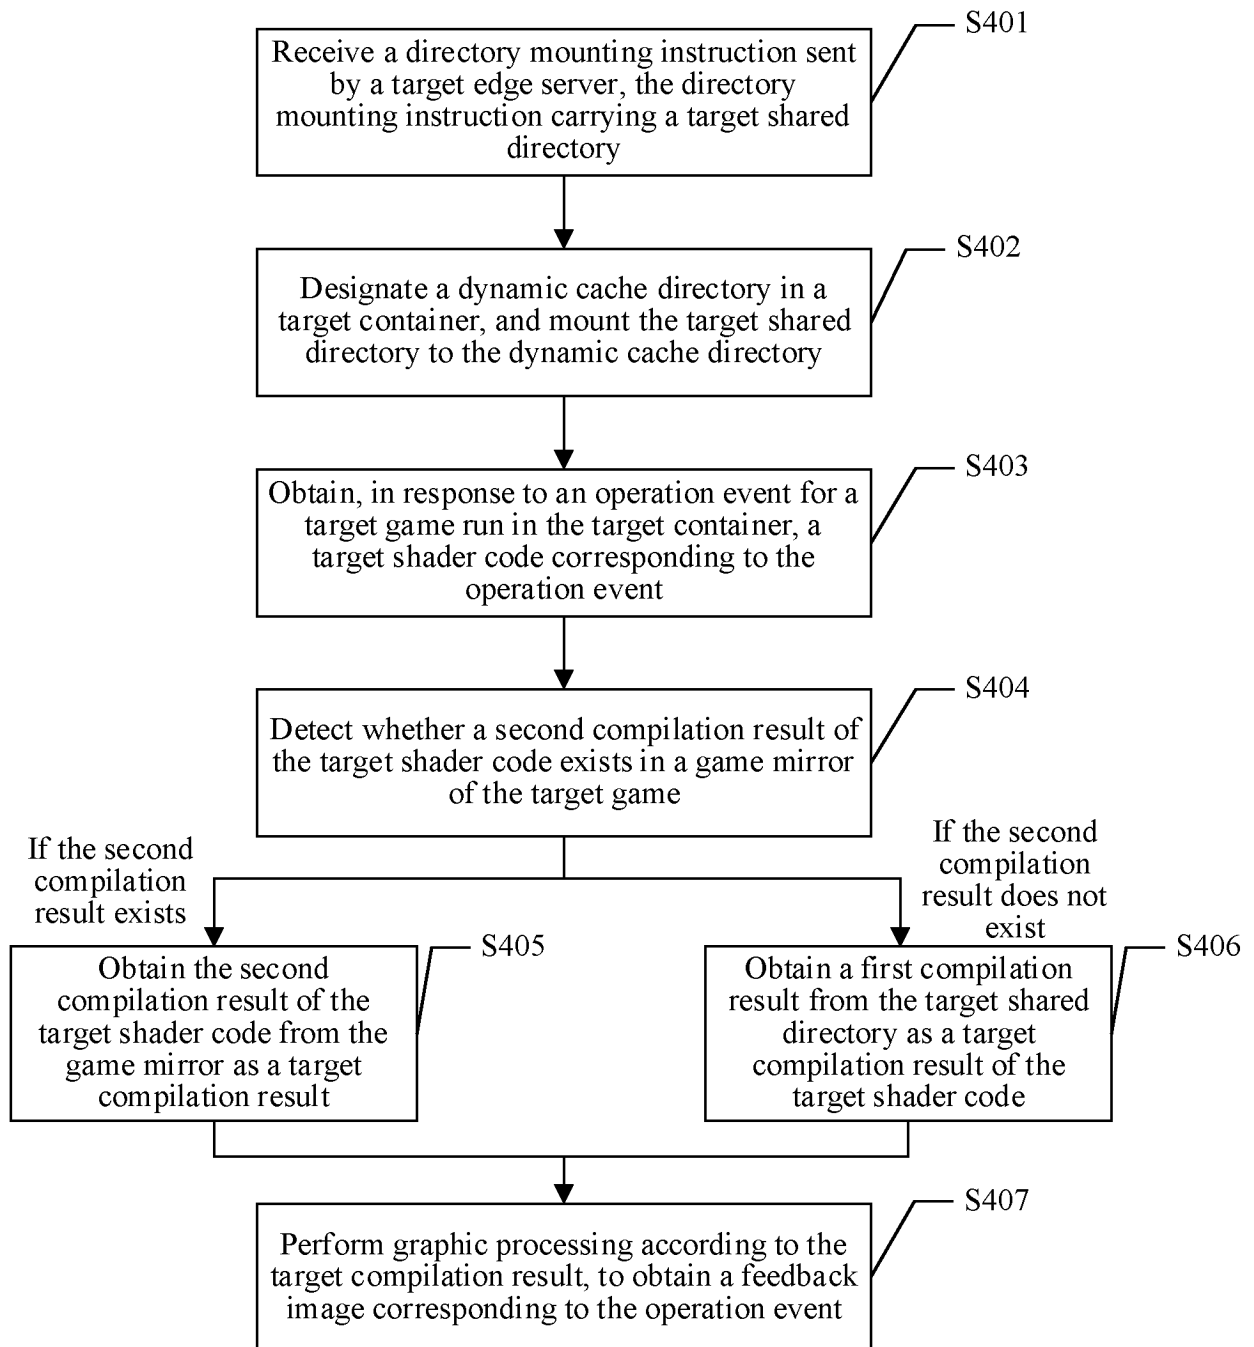 S401
Receive a directory mounting instruction sent
by a target edge server, the directory
mounting instruction carrying a target shared
directory
S402
Designate a dynamic cache directory in a
target container, and mount the target shared
directory to the dynamic cache directory
S403
Obtain, in response to an operation event for a
target game run in the target container, a
target shader code corresponding to the
operation event
S404
Detect whether a second compilation result of
the target shader code exists in a game mirror
of the target game
If the second
compilation
result exists
If the second
compilation
result does not
exist
S405
Obtain the second
compilation result of the
target shader code from the
game mirror as a target
compilation result
S406
Obtain a first compilation
result from the target shared
directory as a target
compilation result of the
target shader code
S407
Perform graphic processing according to the
target compilation result, to obtain a feedback
image corresponding to the operation event